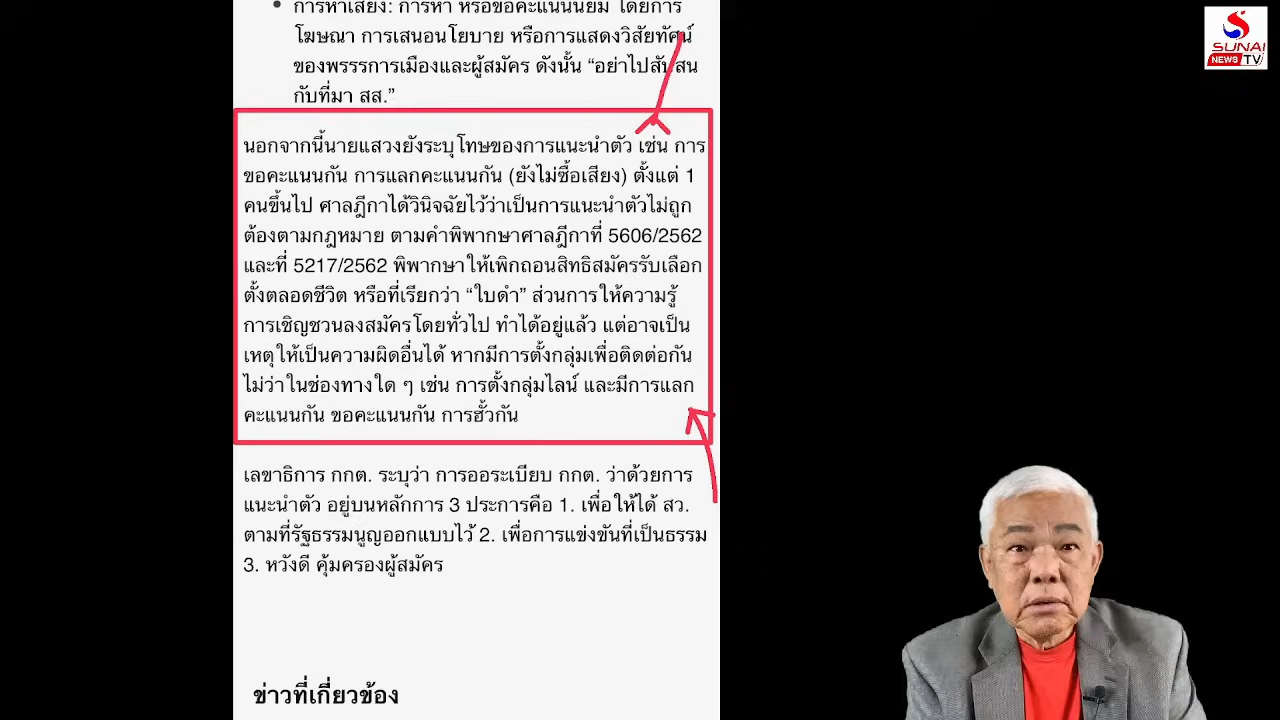 การหาเสียง: การหา หรือขอคะแนนนิยม โดยการ
โฆษณา การเสนอนโยบาย หรือการแสดงวิสัยทัศน์
ของพรรรการเมืองและผู้สมัคร ดังนั้น “อย่าไปสับสน
กับที่มา สส.”
นอกจากนี้นายแสวงยังระบุโทษของการแนะนำตัว เช่น การ
ขอคะแนนกัน การแลกคะแนนกัน (ยังไม่ซื้อเสียง) ตั้งแต่ 1
คนขึ้นไป ศาลฎีกาได้วินิจฉัยไว้ว่าเป็นการแนะนำตัวไม่ถูก
ต้องตามกฎหมาย ตามคำพิพากษาศาลฎีกาที่ 5606/2562
และที่ 5217/2562 พิพากษาให้เพิกถอนสิทธิสมัครรับเลือก
ตั้งตลอดชีวิต หรือที่เรียกว่า “ใบดำ” ส่วนการให้ความรู้
การเชิญชวนลงสมัครโดยทั่วไป ทำได้อยู่แล้ว แต่อาจเป็น
เหตุให้เป็นความผิดอื่นได้ หากมีการตั้งกลุ่มเพื่อติดต่อกัน
ไม่ว่าในช่องทางใด ๆ เช่น การตั้งกลุ่มไลน์ และมีการแลก
คะแนนกัน ขอคะแนนกัน การฮั้วกัน
เลขาธิการ กกต. ระบุว่า การออระเบียบ กกต. ว่าด้วยการ
แนะนำตัว อยู่บนหลักการ 3 ประการคือ 1. เพื่อให้ได้ สว.
ตามที่รัฐธรรมนูญออกแบบไว้ 2. เพื่อการแข่งขันที่เป็นธรรม
3. หวังดี คุ้มครองผู้สมัคร
ข่าวที่เกี่ยวข้อง
SUNAI
NEWS TV